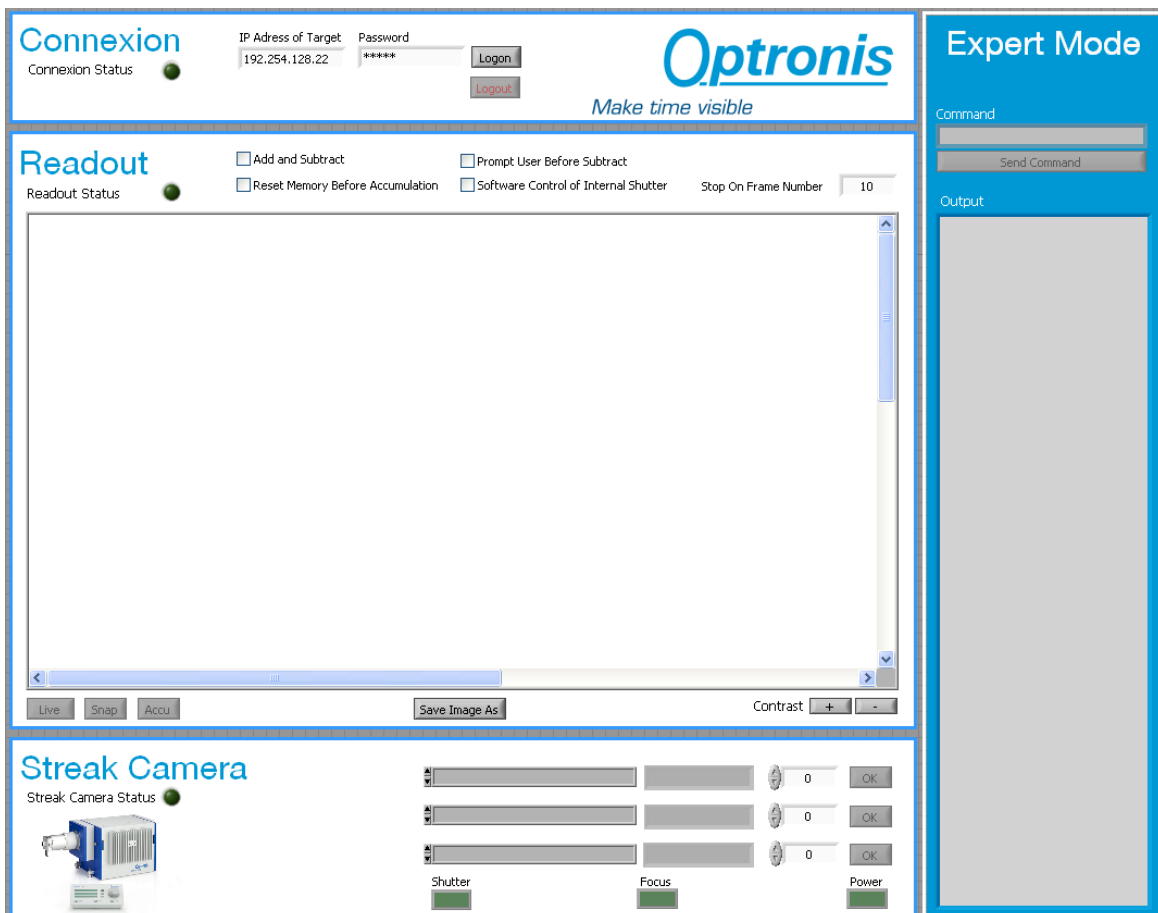 Connexion
Connexion Status
IP Adress of Target
Password
192.254.128.22
*****
Logon
Logout
Optronis
Make time visible
Expert Mode
Command
Send Command
Output
Readout
Readout Status
Add and Subtract
Prompt User Before Subtract
Reset Memory Before Accumulation
Software Control of Internal Shutter
Stop On Frame Number
10
Live
Snap
Accu
Save Image As
Contrast
+
-
Streak Camera
Streak Camera Status
0
OK
0
OK
0
OK
Shutter
Focus
Power